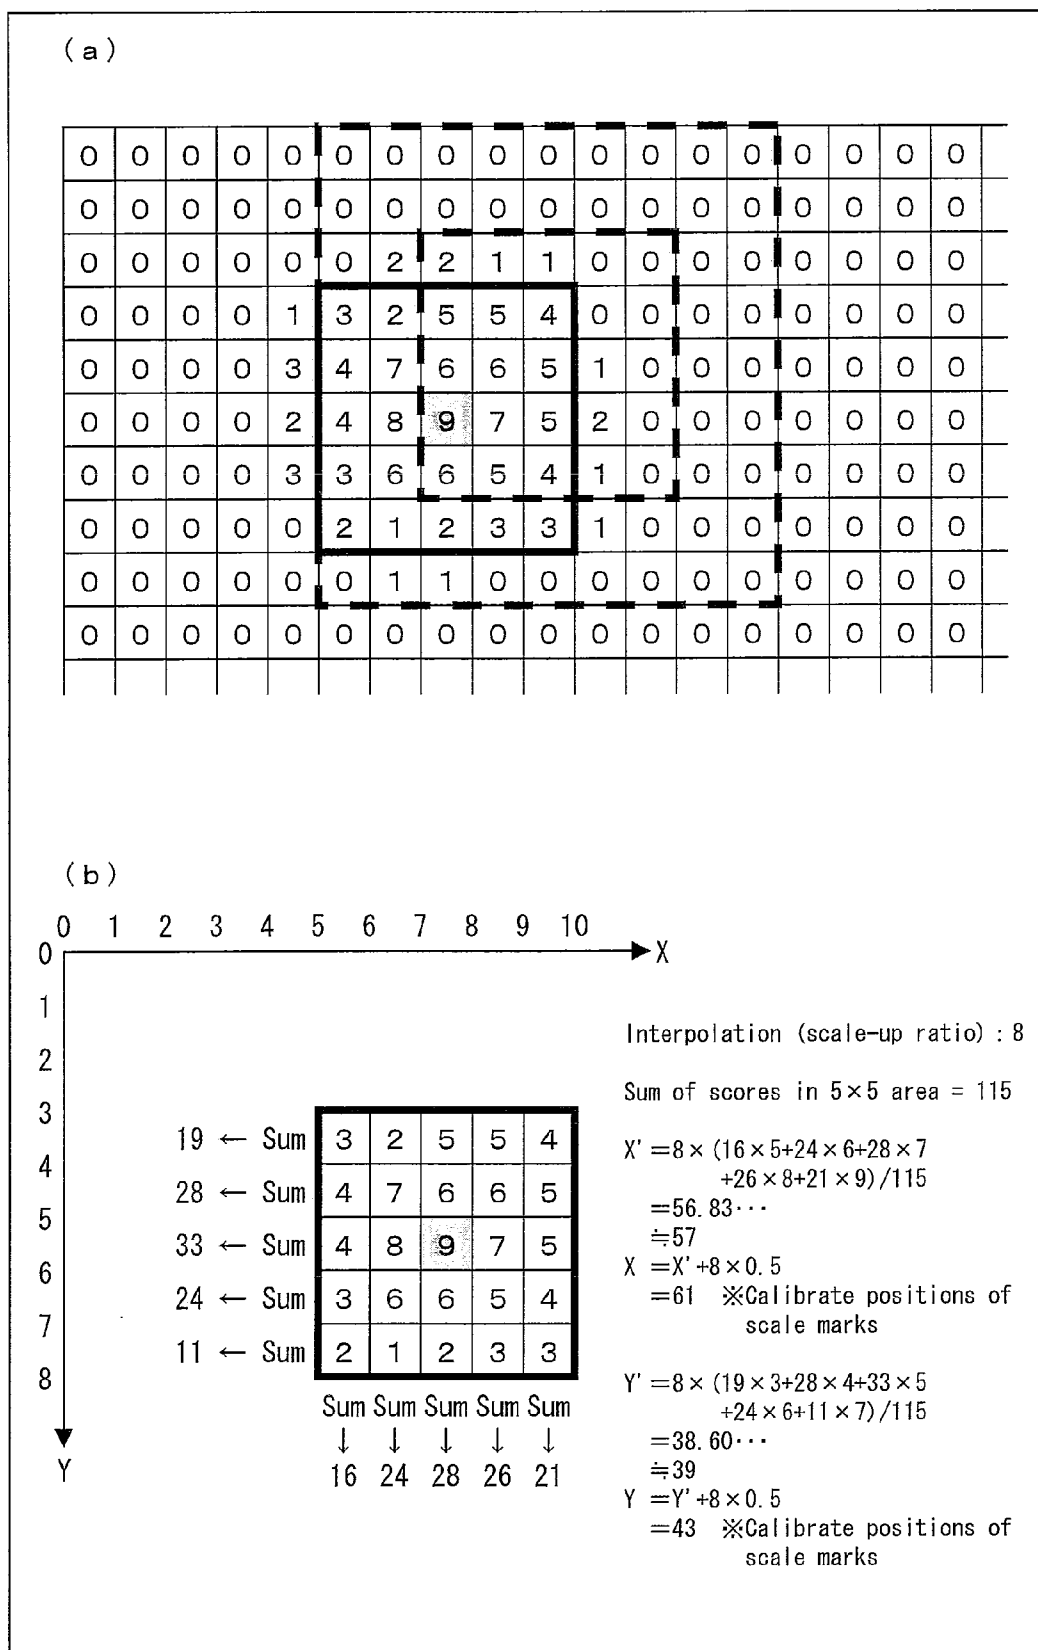 (a)
0 0 0 0 0 0 0 0 0 0 0 0 0 0 0 0 0 0
0 0 0 0 0 0 0 0 0 0 0 0 0 0 0 0 0 0
0 0 0 0 0 0 2 2 1 1 0 0 0 0 0 0 0 0
0 0 0 0 1 3 2 5 5 4 0 0 0 0 0 0 0 0
0 0 0 0 3 4 7 6 6 5 1 0 0 0 0 0 0 0
0 0 0 0 2 4 8 9 7 5 2 0 0 0 0 0 0 0
0 0 0 0 3 3 6 6 5 4 1 0 0 0 0 0 0 0
0 0 0 0 0 2 1 2 3 3 1 0 0 0 0 0 0 0
0 0 0 0 0 0 1 1 0 0 0 0 0 0 0 0 0 0
0 0 0 0 0 0 0 0 0 0 0 0 0 0 0 0 0 0
(b)
0 1 2 3 4 5 6 7 8 9 10
X
0
1
2
3
4
5
6
7
8
Y
19 ← Sum 3 2 5 5 4
28 ← Sum 4 7 6 6 5
33 ← Sum 4 8 9 7 5
24 ← Sum 3 6 6 5 4
11 ← Sum 2 1 2 3 3
Sum Sum Sum Sum Sum
↓ ↓ ↓ ↓ ↓
16 24 28 26 21
Interpolation (scale-up ratio) : 8
Sum of scores in 5×5 area = 115
X' =8×(16×5+24×6+28×7
+26×8+21×9)/115
=56.83···
≒57
X =X'+8×0.5
=61 ※Calibrate positions of
scale marks
Y' =8×(19×3+28×4+33×5
+24×6+11×7)/115
=38.60···
≒39
Y =Y'+8×0.5
=43 ※Calibrate positions of
scale marks